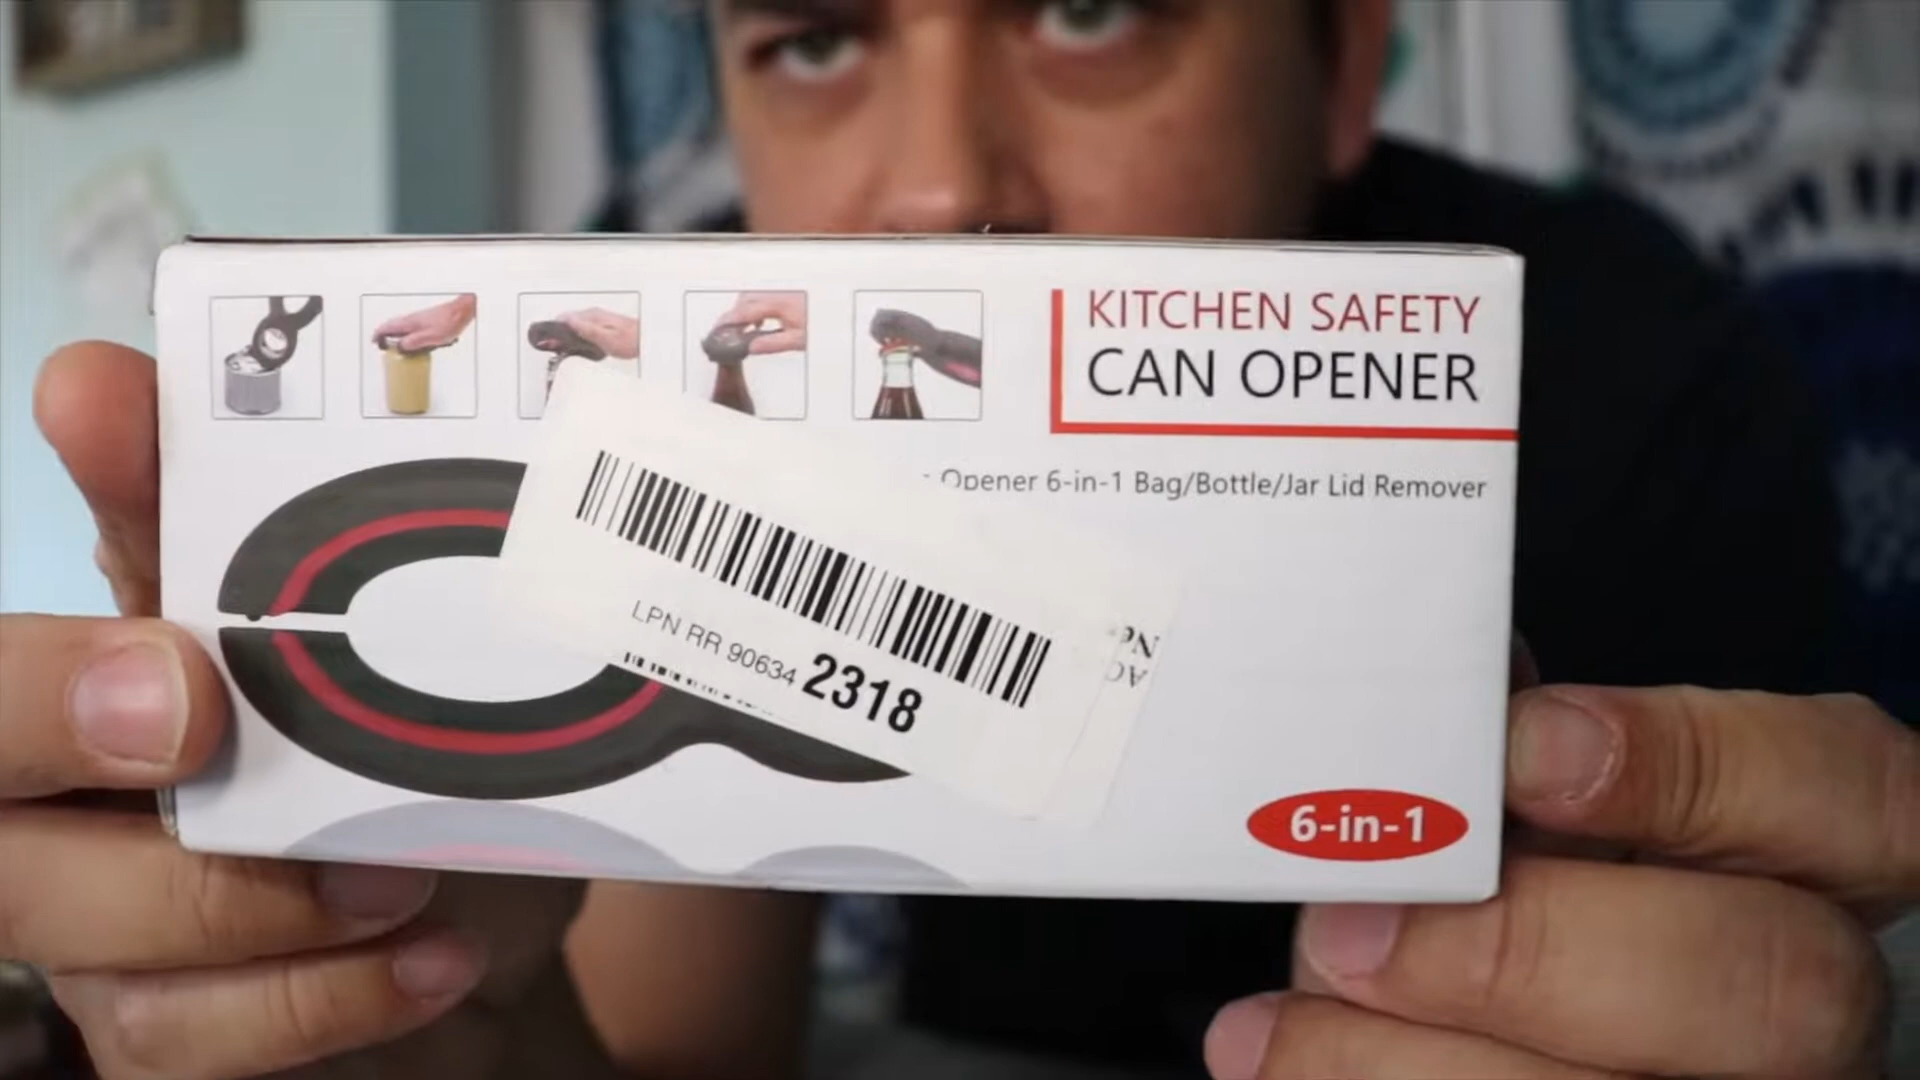 KITCHEN SAFETY
CAN OPENER
Opener 6-in-1 Bag/Bottle/Jar Lid Remover
LPN RR 90634 2318
6-in-1